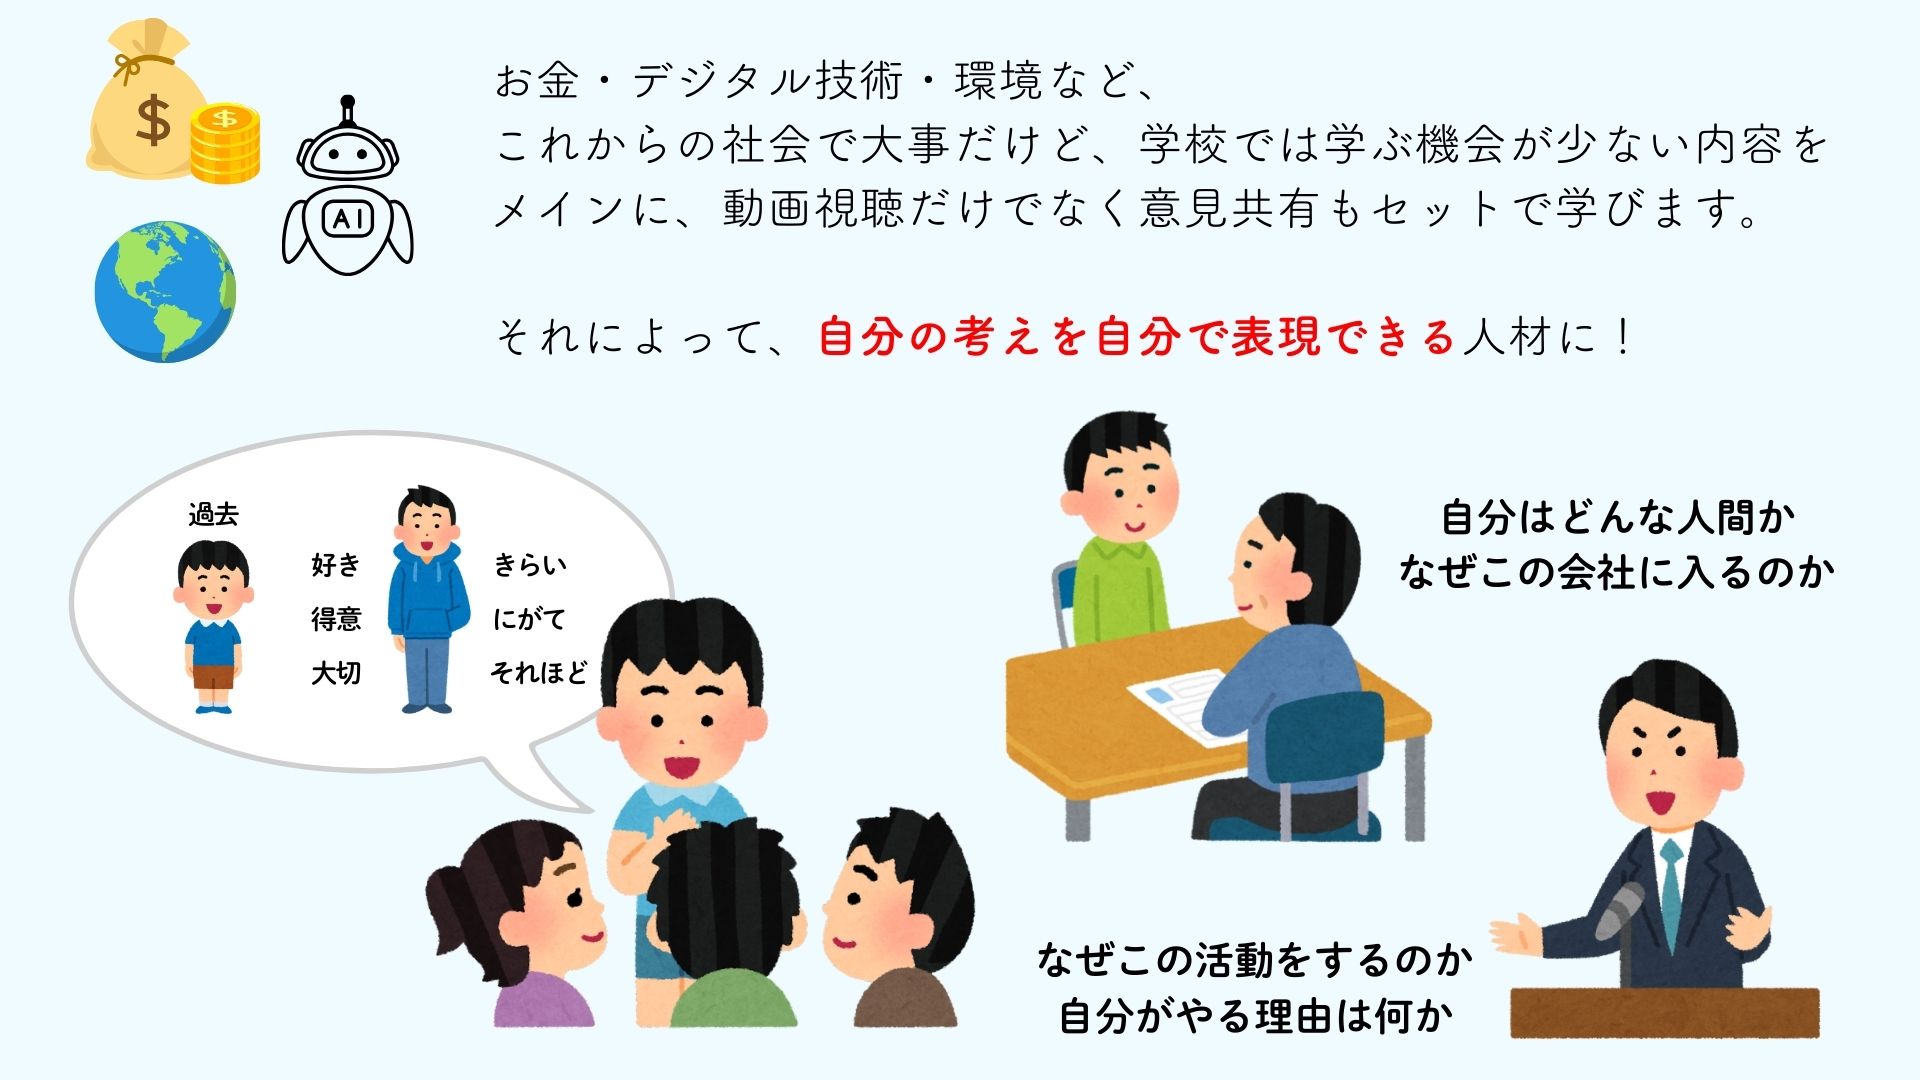 お金・デジタル技術・環境など、
これからの社会で大事だけど、学校では学ぶ機会が少ない内容を
メインに、動画視聴だけでなく意見共有もセットで学びます。
それによって、自分の考えを自分で表現できる人材に！
$
$
AI
過去
好き
きらい
得意
にがて
大切
それほど
自分はどんな人間か
なぜこの会社に入るのか
なぜこの活動をするのか
自分がやる理由は何か